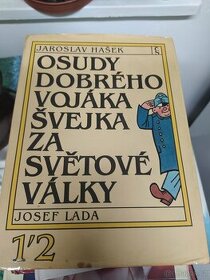 JAROSLAV HAŠEK
OSUDY
DOBRÉHO
VOJÁKA
ŠVEJKA
ZA
SVĚTOVÉ
VÁLKY
JOSEF LADA
1'2